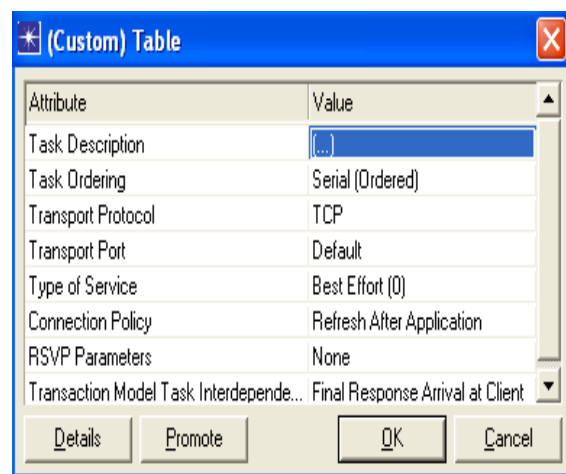 (Custom) Table
Attribute Value
Task Description (...)
Task Ordering Serial (Ordered)
Transport Protocol TCP
Transport Port Default
Type of Service Best Effort (0)
Connection Policy Refresh After Application
RSVP Parameters None
Transaction Model Task Interdepende... Final Response Arrival at Client
Details Promote OK Cancel